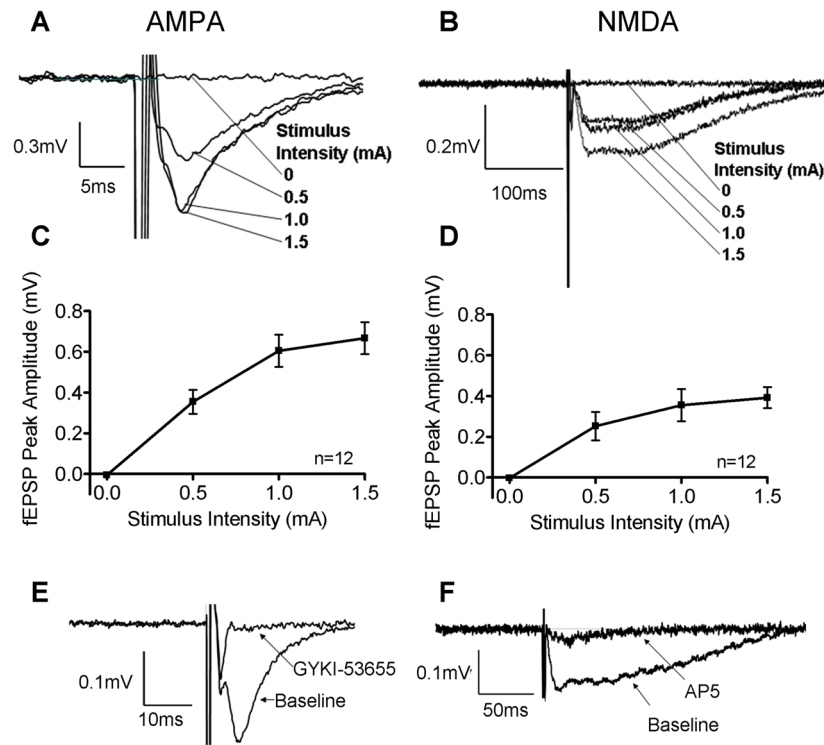 A AMPA
B NMDA
0.3mV
5ms
Stimulus
Intensity (mA)
0
0.5
1.0
1.5
0.2mV
100ms
Stimulus
Intensity (mA)
0
0.5
1.0
1.5
C
fEPSP Peak Amplitude (mV)
0.8
0.6
0.4
0.2
0.0
n=12
0.0 0.5 1.0 1.5
Stimulus Intensity (mA)
D
fEPSP Peak Amplitude (mV)
0.8
0.6
0.4
0.2
0.0
n=12
0.0 0.5 1.0 1.5
Stimulus Intensity (mA)
E
GYKI-53655
Baseline
0.1mV
10ms
F
AP5
Baseline
0.1mV
50ms